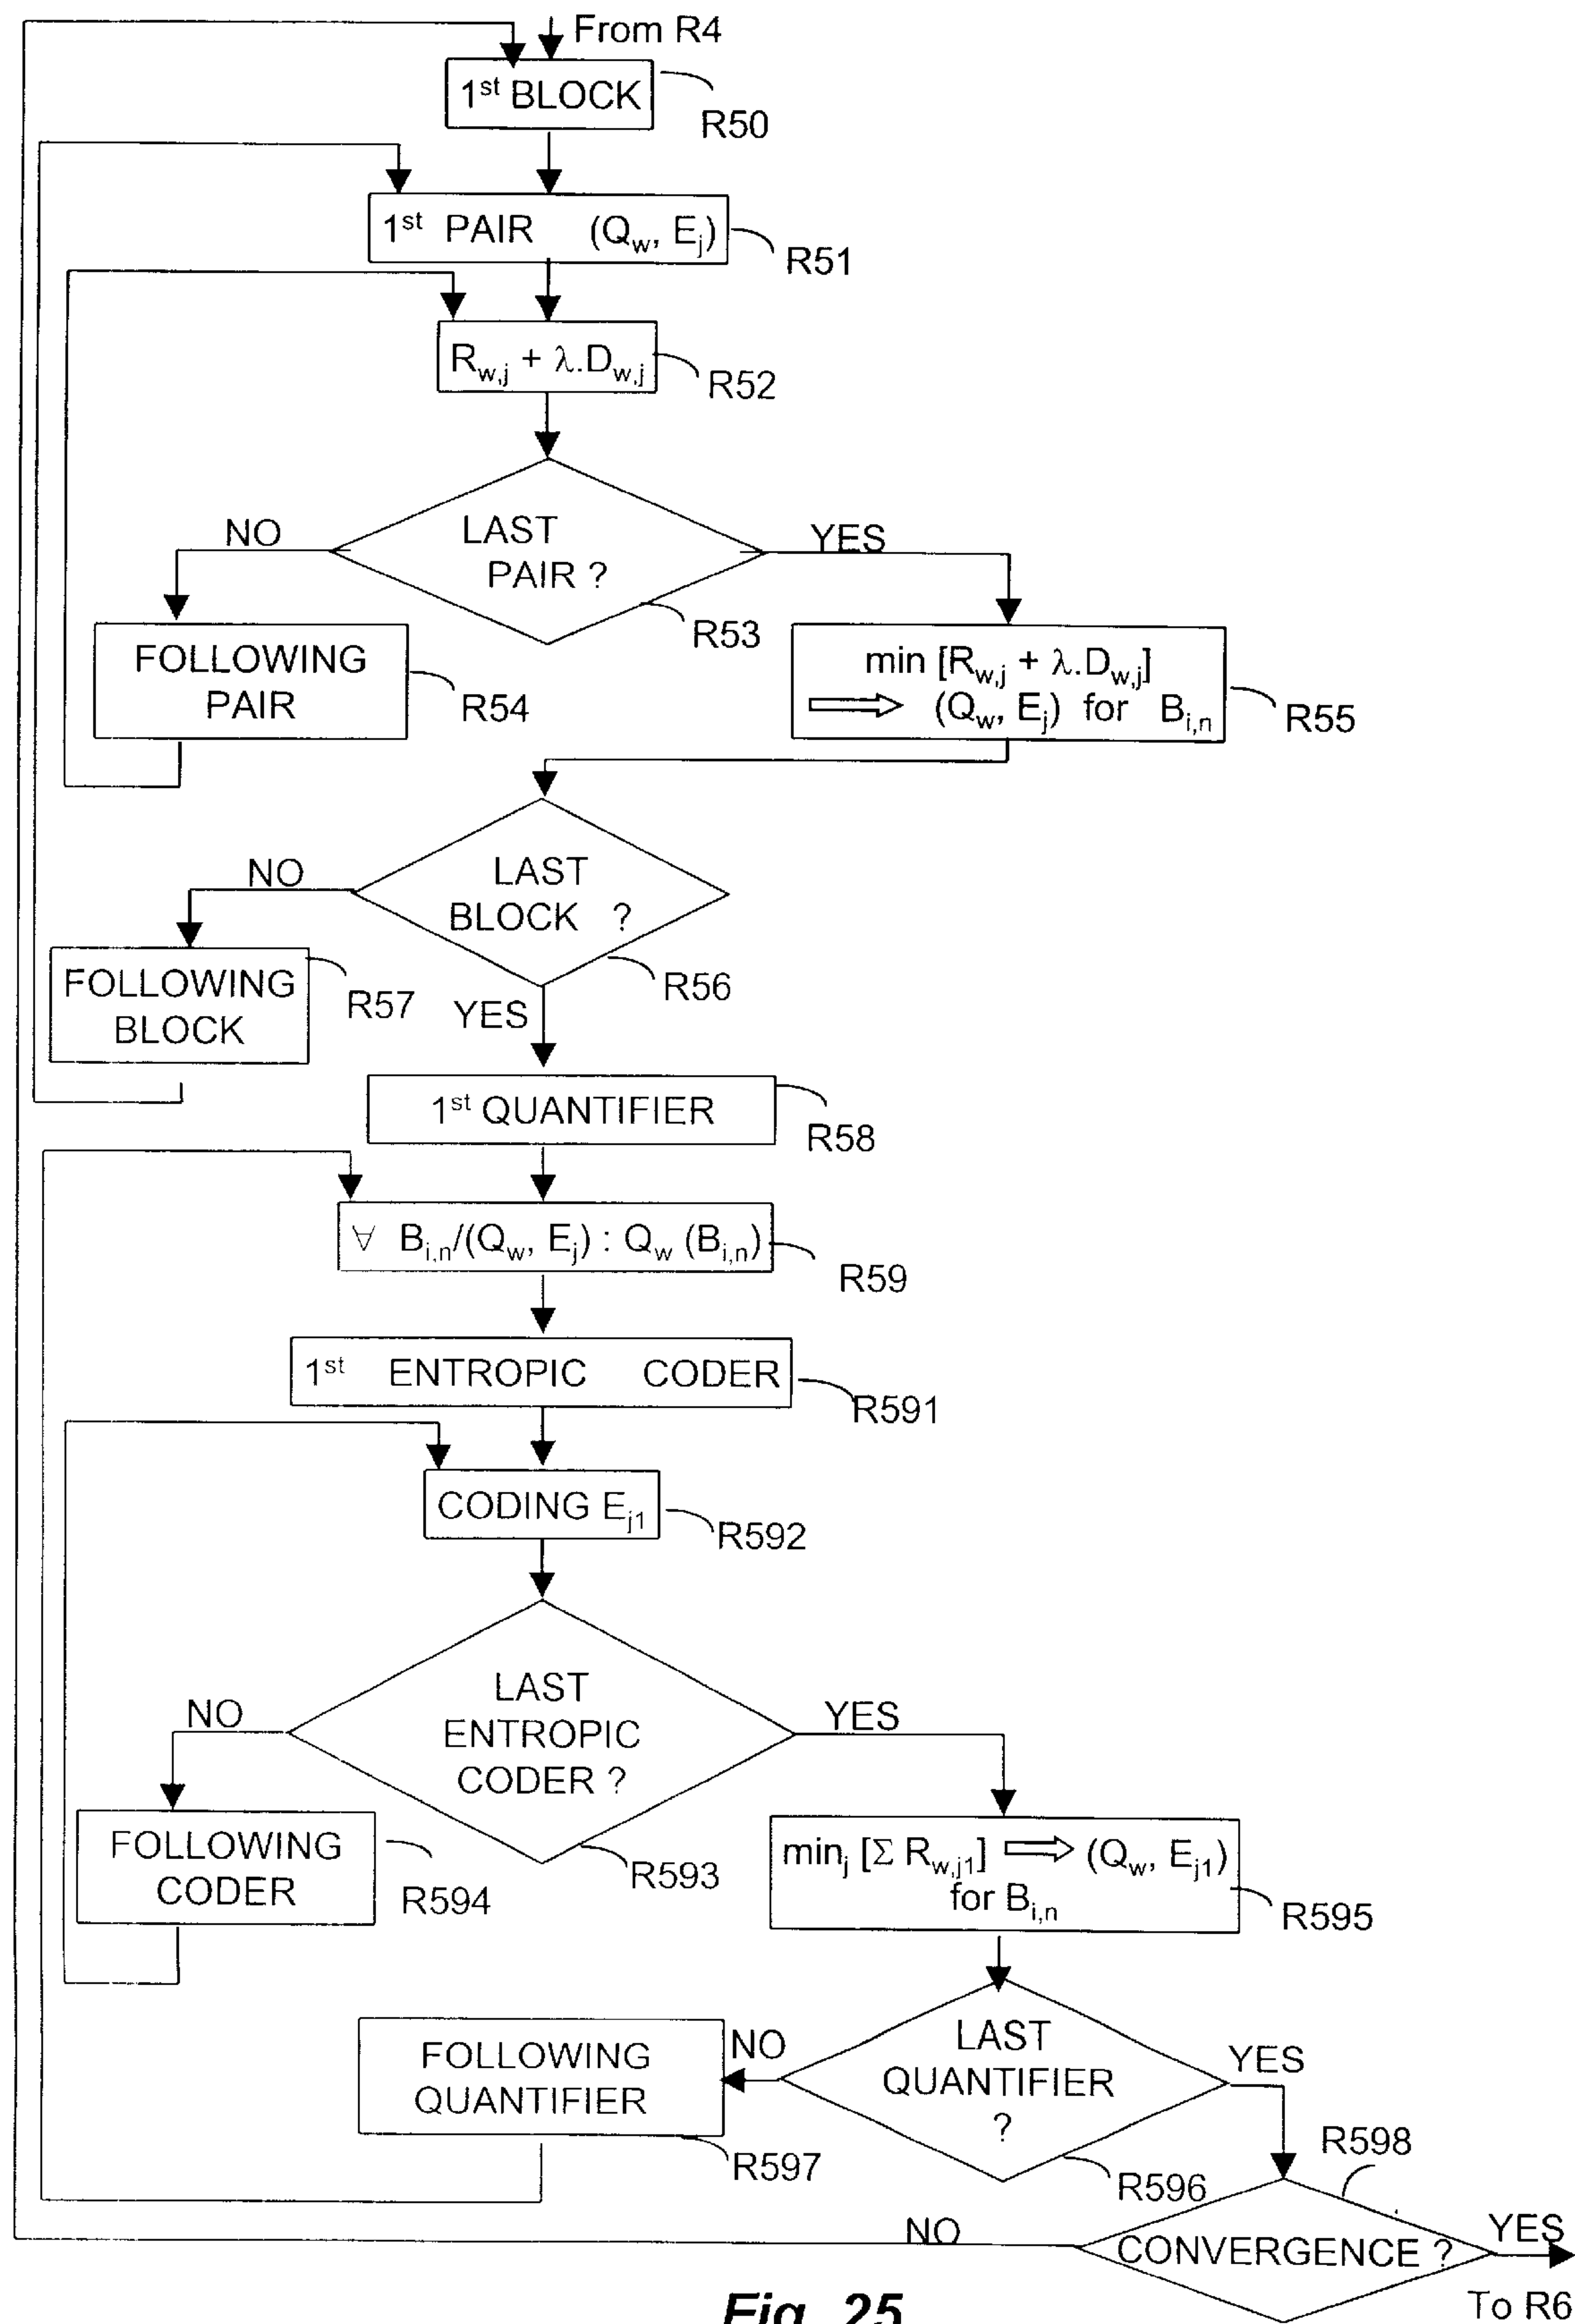 From R4
1st BLOCK
R50
1st PAIR (Qw, Ej)
R51
Rw,j + λ.Dw,j
R52
NO
LAST
PAIR ?
YES
R53
FOLLOWING
PAIR
R54
min [Rw,j + λ.Dw,j]
(Qw, Ej) for Bi,n
R55
NO
LAST
BLOCK ?
R56
FOLLOWING
BLOCK
R57
YES
1st QUANTIFIER
R58
∀ Bi,n/(Qw, Ej) : Qw (Bi,n)
R59
1st ENTROPIC CODER
R591
CODING Ej1
R592
NO
LAST
ENTROPIC
CODER ?
YES
R593
FOLLOWING
CODER
R594
minj [Σ Rw,j1] ⟹ (Qw, Ej1)
for Bi,n
R595
FOLLOWING
QUANTIFIER
R597
NO
LAST
QUANTIFIER
?
YES
R596
R598
NO
CONVERGENCE ?
YES
To R6
Fig. 25